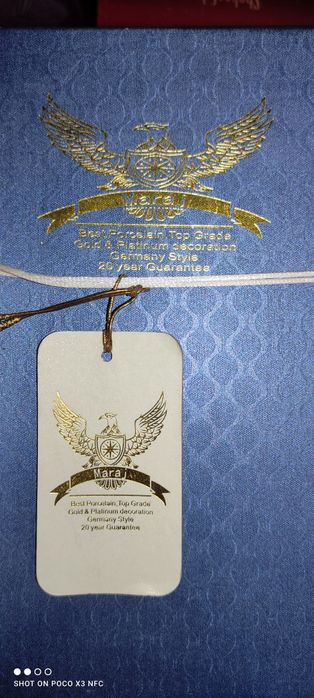 Mara
Best Porcelain, Top Grade
Gold & Platinum decoration
Germany Style
20 year Guarantee
Mara
Best Porcelain, Top Grade
Gold & Platinum decoration
Germany Style
20 year Guarantee
SHOT ON POCO X3 NFC